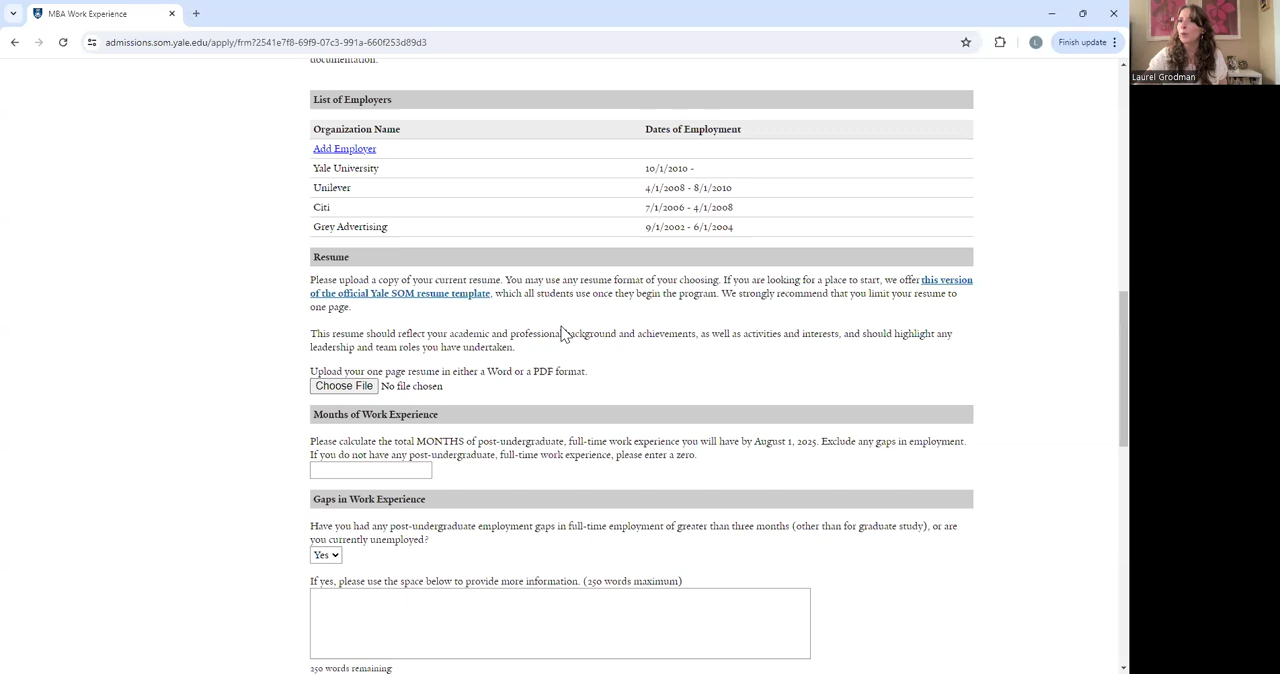 MBA Work Experience
admissions.som.yale.edu/apply/frm?2541e7f8-69f9-07c3-991a-660f253d89d3
L
Finish update
Laurel Grodman
documentation.
List of Employers
Organization Name Dates of Employment
Add Employer
Yale University 10/1/2010 -
Unilever 4/1/2008 - 8/1/2010
Citi 7/1/2006 - 4/1/2008
Grey Advertising 9/1/2002 - 6/1/2004
Resume
Please upload a copy of your current resume. You may use any resume format of your choosing. If you are looking for a place to start, we offer this version
of the official Yale SOM resume template, which all students use once they begin the program. We strongly recommend that you limit your resume to
one page.
This resume should reflect your academic and professional background and achievements, as well as activities and interests, and should highlight any
leadership and team roles you have undertaken.
Upload your one page resume in either a Word or a PDF format.
Choose File No file chosen
Months of Work Experience
Please calculate the total MONTHS of post-undergraduate, full-time work experience you will have by August 1, 2025. Exclude any gaps in employment.
If you do not have any post-undergraduate, full-time work experience, please enter a zero.
Gaps in Work Experience
Have you had any post-undergraduate employment gaps in full-time employment of greater than three months (other than for graduate study), or are
you currently unemployed?
Yes
If yes, please use the space below to provide more information. (250 words maximum)
250 words remaining